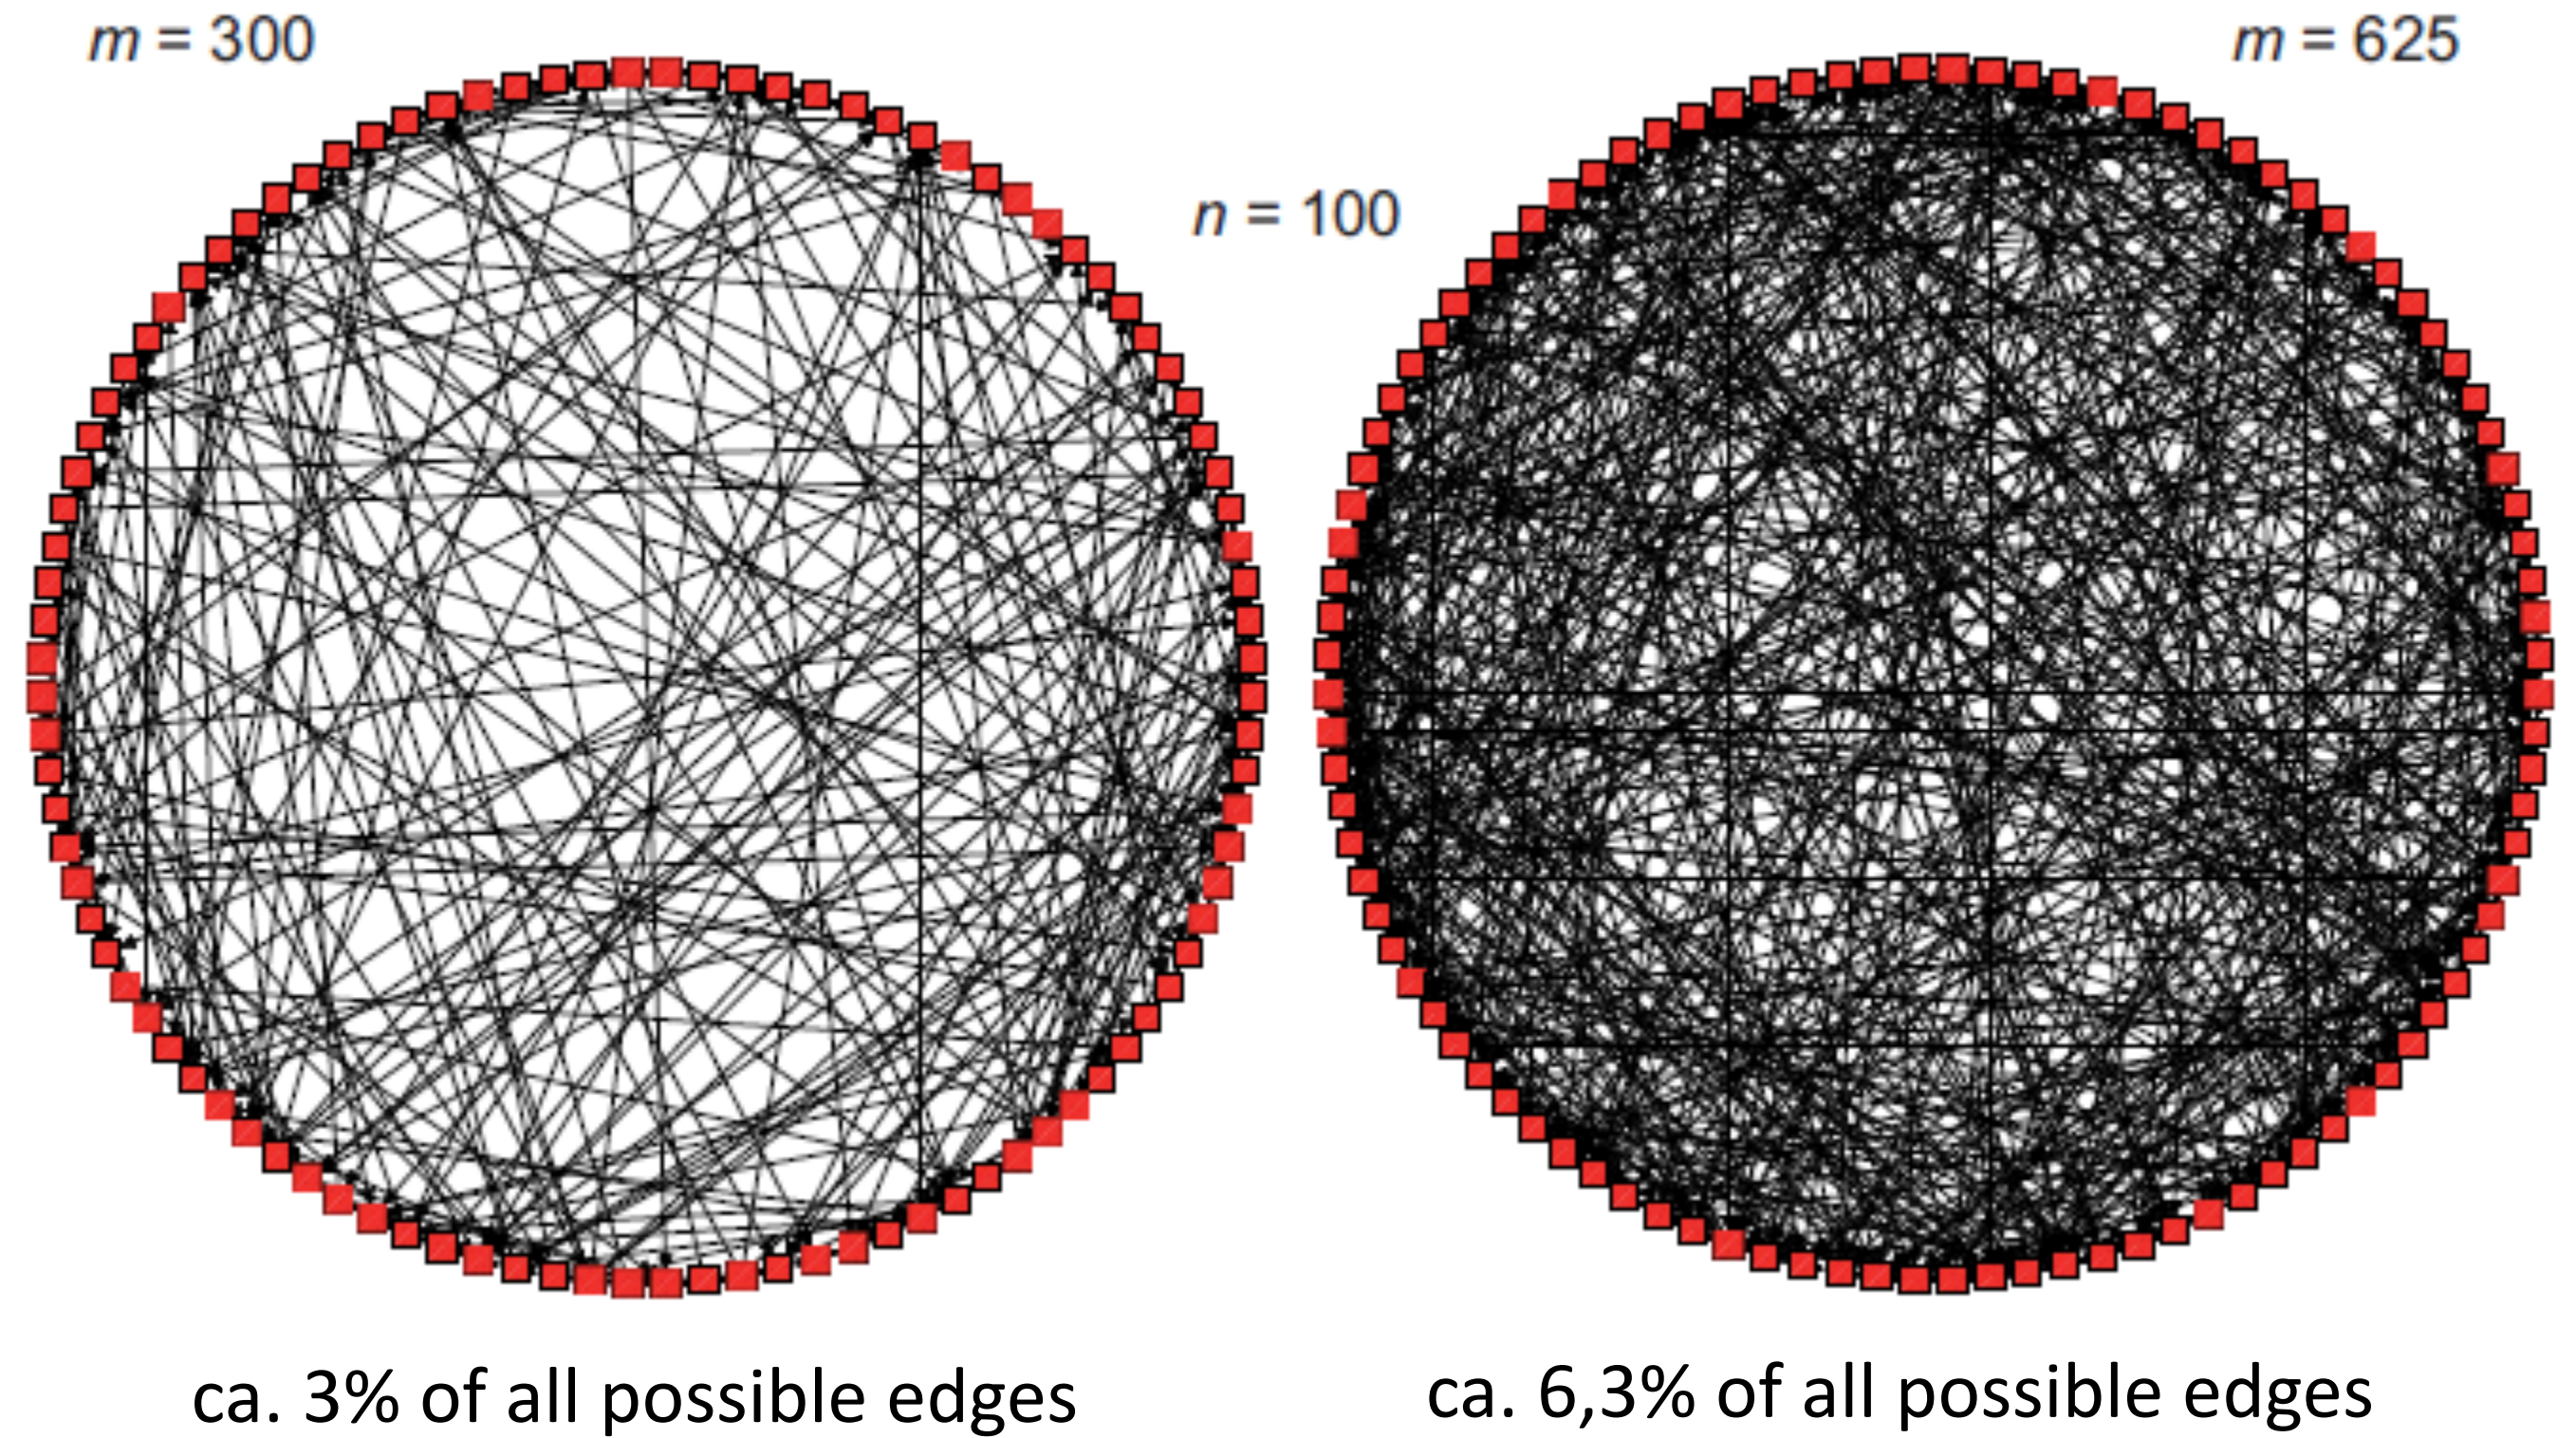 m = 300
m = 625
n = 100
ca. 3% of all possible edges
ca. 6,3% of all possible edges